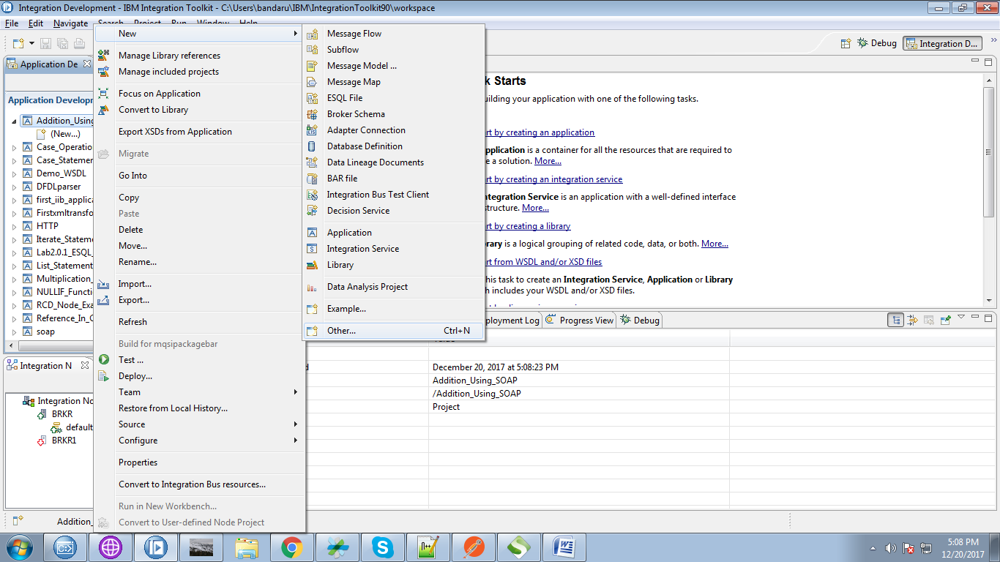 Integration Development - IBM Integration Toolkit - C:\Users\bandaru\IBM\IntegrationToolkit90\workspace
File Edit Navigate Search Project Run Window Help
Debug
Integration D...
Application De
Application Developm
Addition_Using
(New...)
Case_Operatio
Case_Statemer
Demo_WSDL
DFDLparser
first_iib_applica
Firstxmltransfo
HTTP
Iterate_Stateme
Lab2.0.1_ESQL_
List_Statement
Multiplication_
NULLIF_Functi
RCD_Node_Exa
Reference_In_C
soap
Integration N
Integration No
BRKR
default
BRKR1
Addition_
New
Manage Library references
Manage included projects
Focus on Application
Convert to Library
Export XSDs from Application
Migrate
Go Into
Copy
Paste
Delete
Move...
Rename...
Import...
Export...
Refresh
Build for mqsipackagebar
Test ...
Deploy...
Team
Restore from Local History...
Source
Configure
Properties
Convert to Integration Bus resources...
Run in New Workbench...
Convert to User-defined Node Project
Message Flow
Subflow
Message Model ...
Message Map
ESQL File
Broker Schema
Adapter Connection
Database Definition
Data Lineage Documents
BAR file
Integration Bus Test Client
Decision Service
Application
Integration Service
Library
Data Analysis Project
Example...
Other... Ctrl+N
k Starts
uilding your application with one of the following tasks.
rt by creating an application
pplication is a container for all the resources that are required to
e a solution. More...
rt by creating an integration service
ntegration Service is an application with a well-defined interface
structure. More...
rt by creating a library
rary is a logical grouping of related code, data, or both. More...
rt from WSDL and/or XSD files
his task to create an Integration Service, Application or Library
h includes your WSDL and/or XSD files.
ployment Log
Progress View
Debug
d December 20, 2017 at 5:08:23 PM
Addition_Using_SOAP
/Addition_Using_SOAP
Project
5:08 PM
12/20/2017